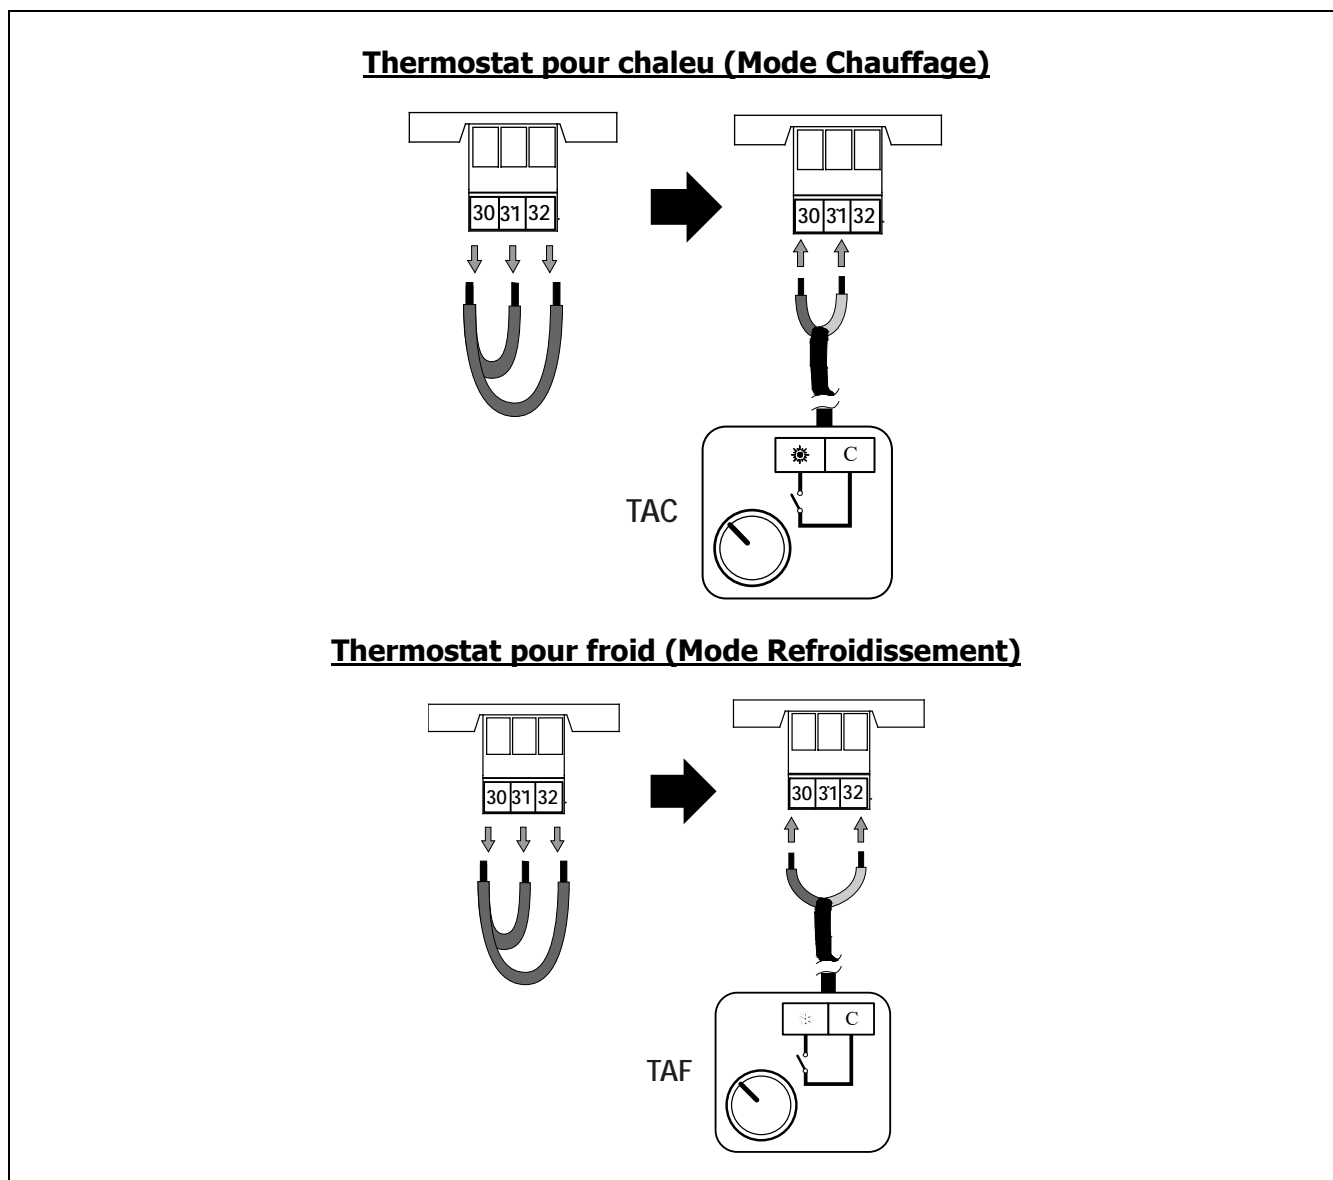 Thermostat pour chaleu (Mode Chauffage)
30 31 32
30 31 32
C
TAC
Thermostat pour froid (Mode Refroidissement)
30 31 32
30 31 32
C
TAF